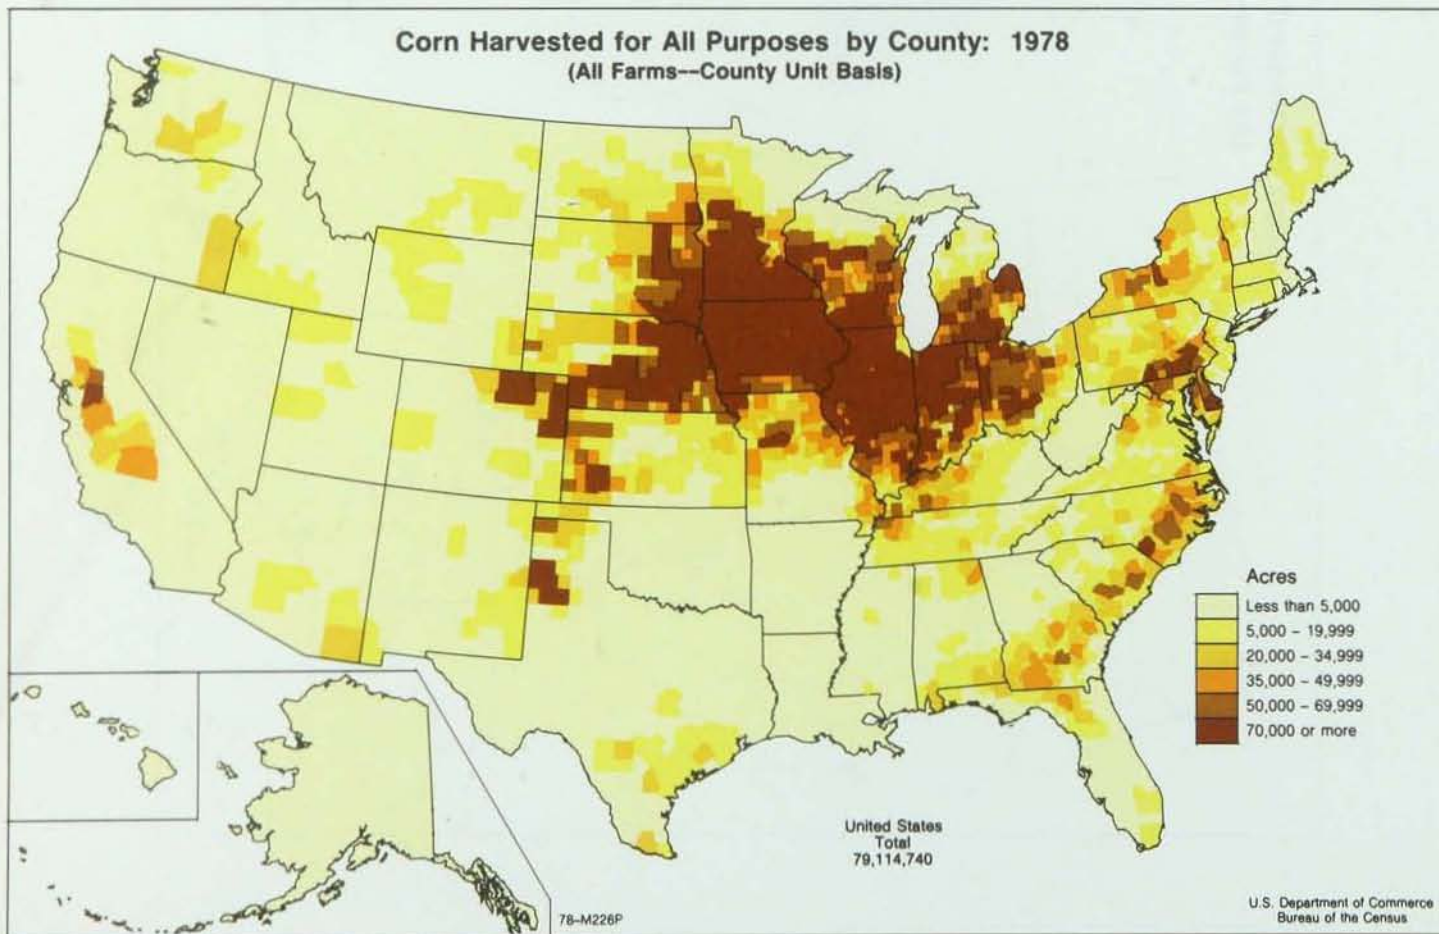 Corn Harvested for All Purposes by County: 1978
(All Farms--County Unit Basis)
Acres
Less than 5,000
5,000 - 19,999
20,000 - 34,999
35,000 - 49,999
50,000 - 69,999
70,000 or more
United States
Total
79,114,740
78-M226P
U.S. Department of Commerce
Bureau of the Census